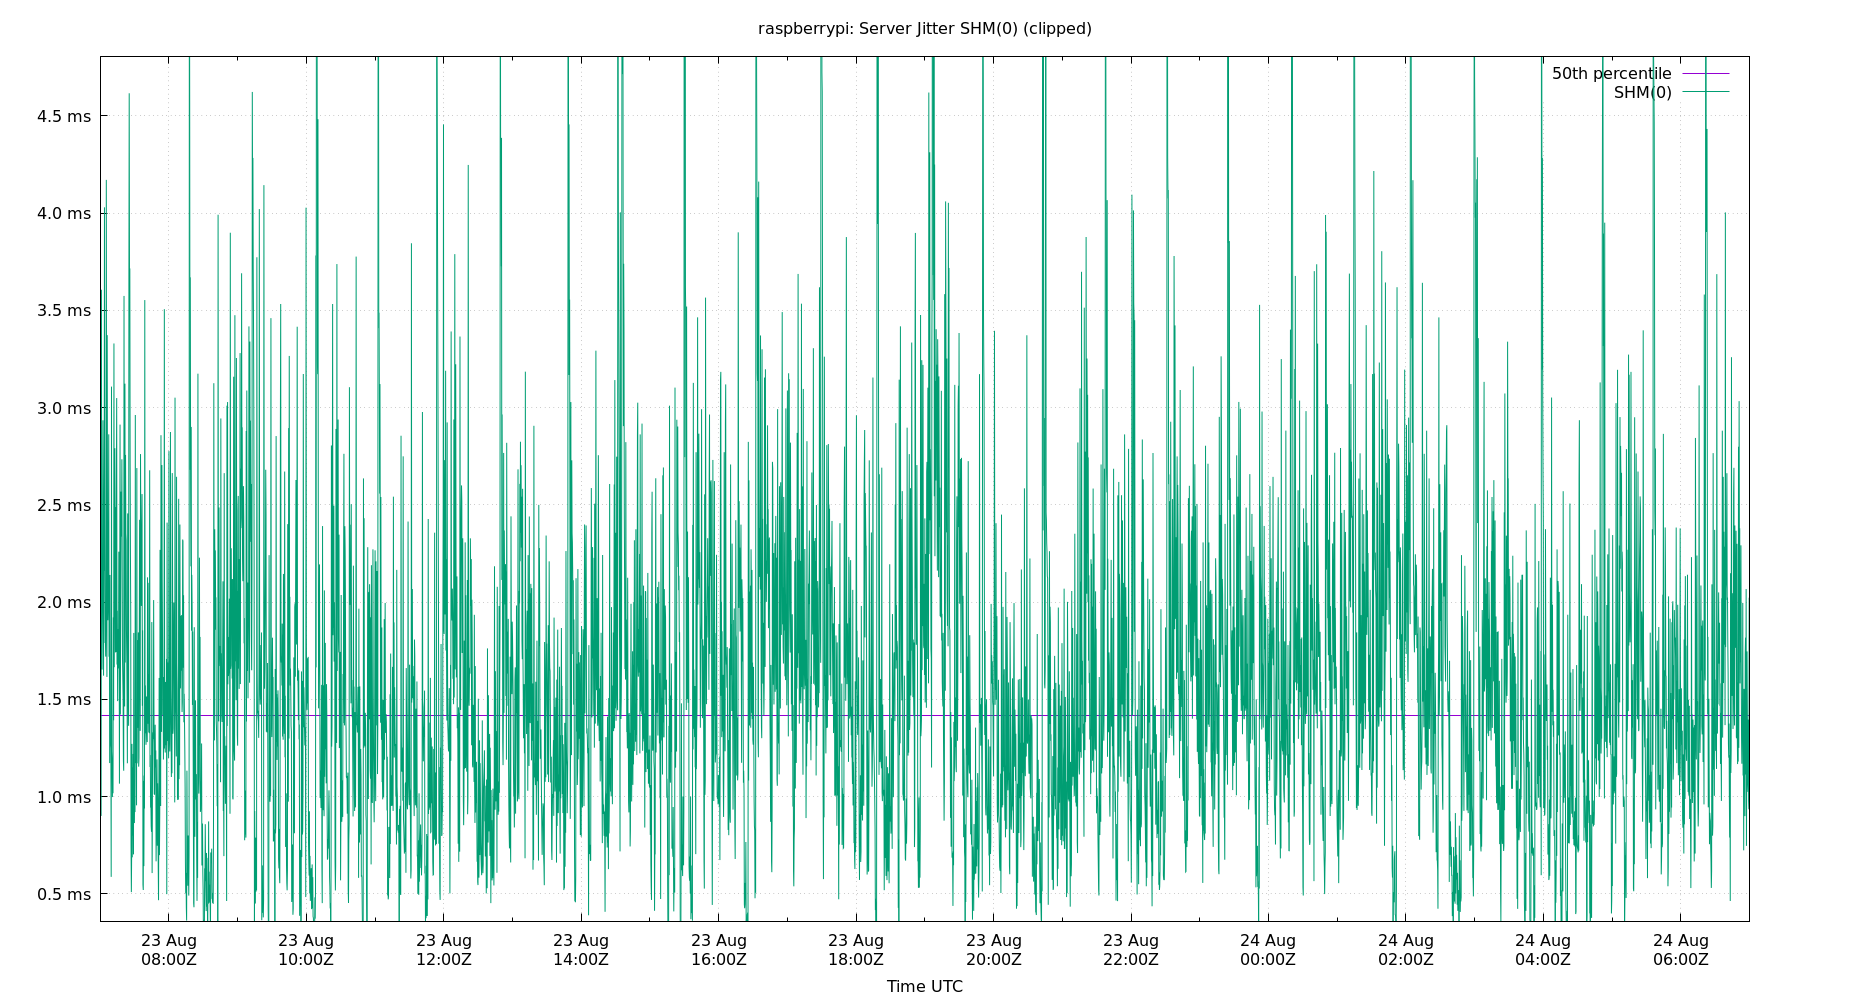 raspberrypi: Server Jitter SHM(0) (clipped)
50th percentile
SHM(0)
4.5 ms
4.0 ms
3.5 ms
3.0 ms
2.5 ms
2.0 ms
1.5 ms
1.0 ms
0.5 ms
23 Aug 23 Aug 23 Aug 23 Aug 23 Aug 23 Aug 23 Aug 23 Aug 24 Aug 24 Aug 24 Aug 24 Aug
08:00Z 10:00Z 12:00Z 14:00Z 16:00Z 18:00Z 20:00Z 22:00Z 00:00Z 02:00Z 04:00Z 06:00Z
Time UTC